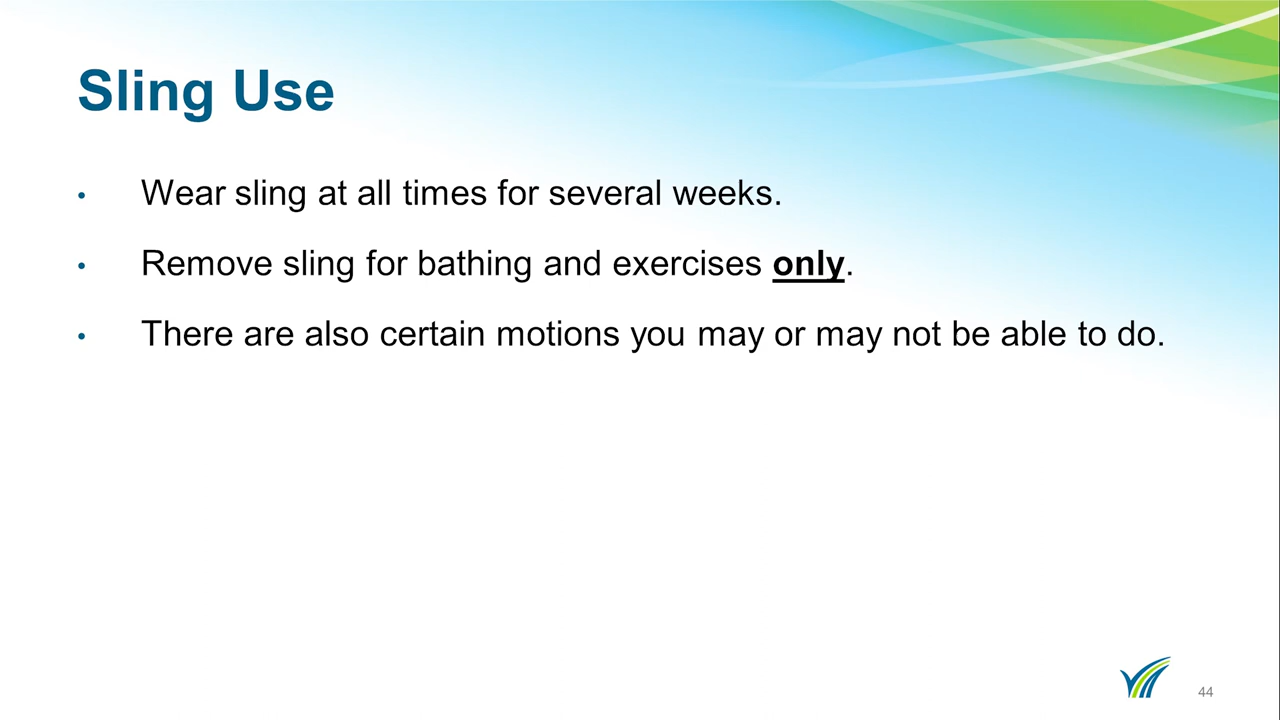 Sling Use
• Wear sling at all times for several weeks.
• Remove sling for bathing and exercises only.
• There are also certain motions you may or may not be able to do.
44